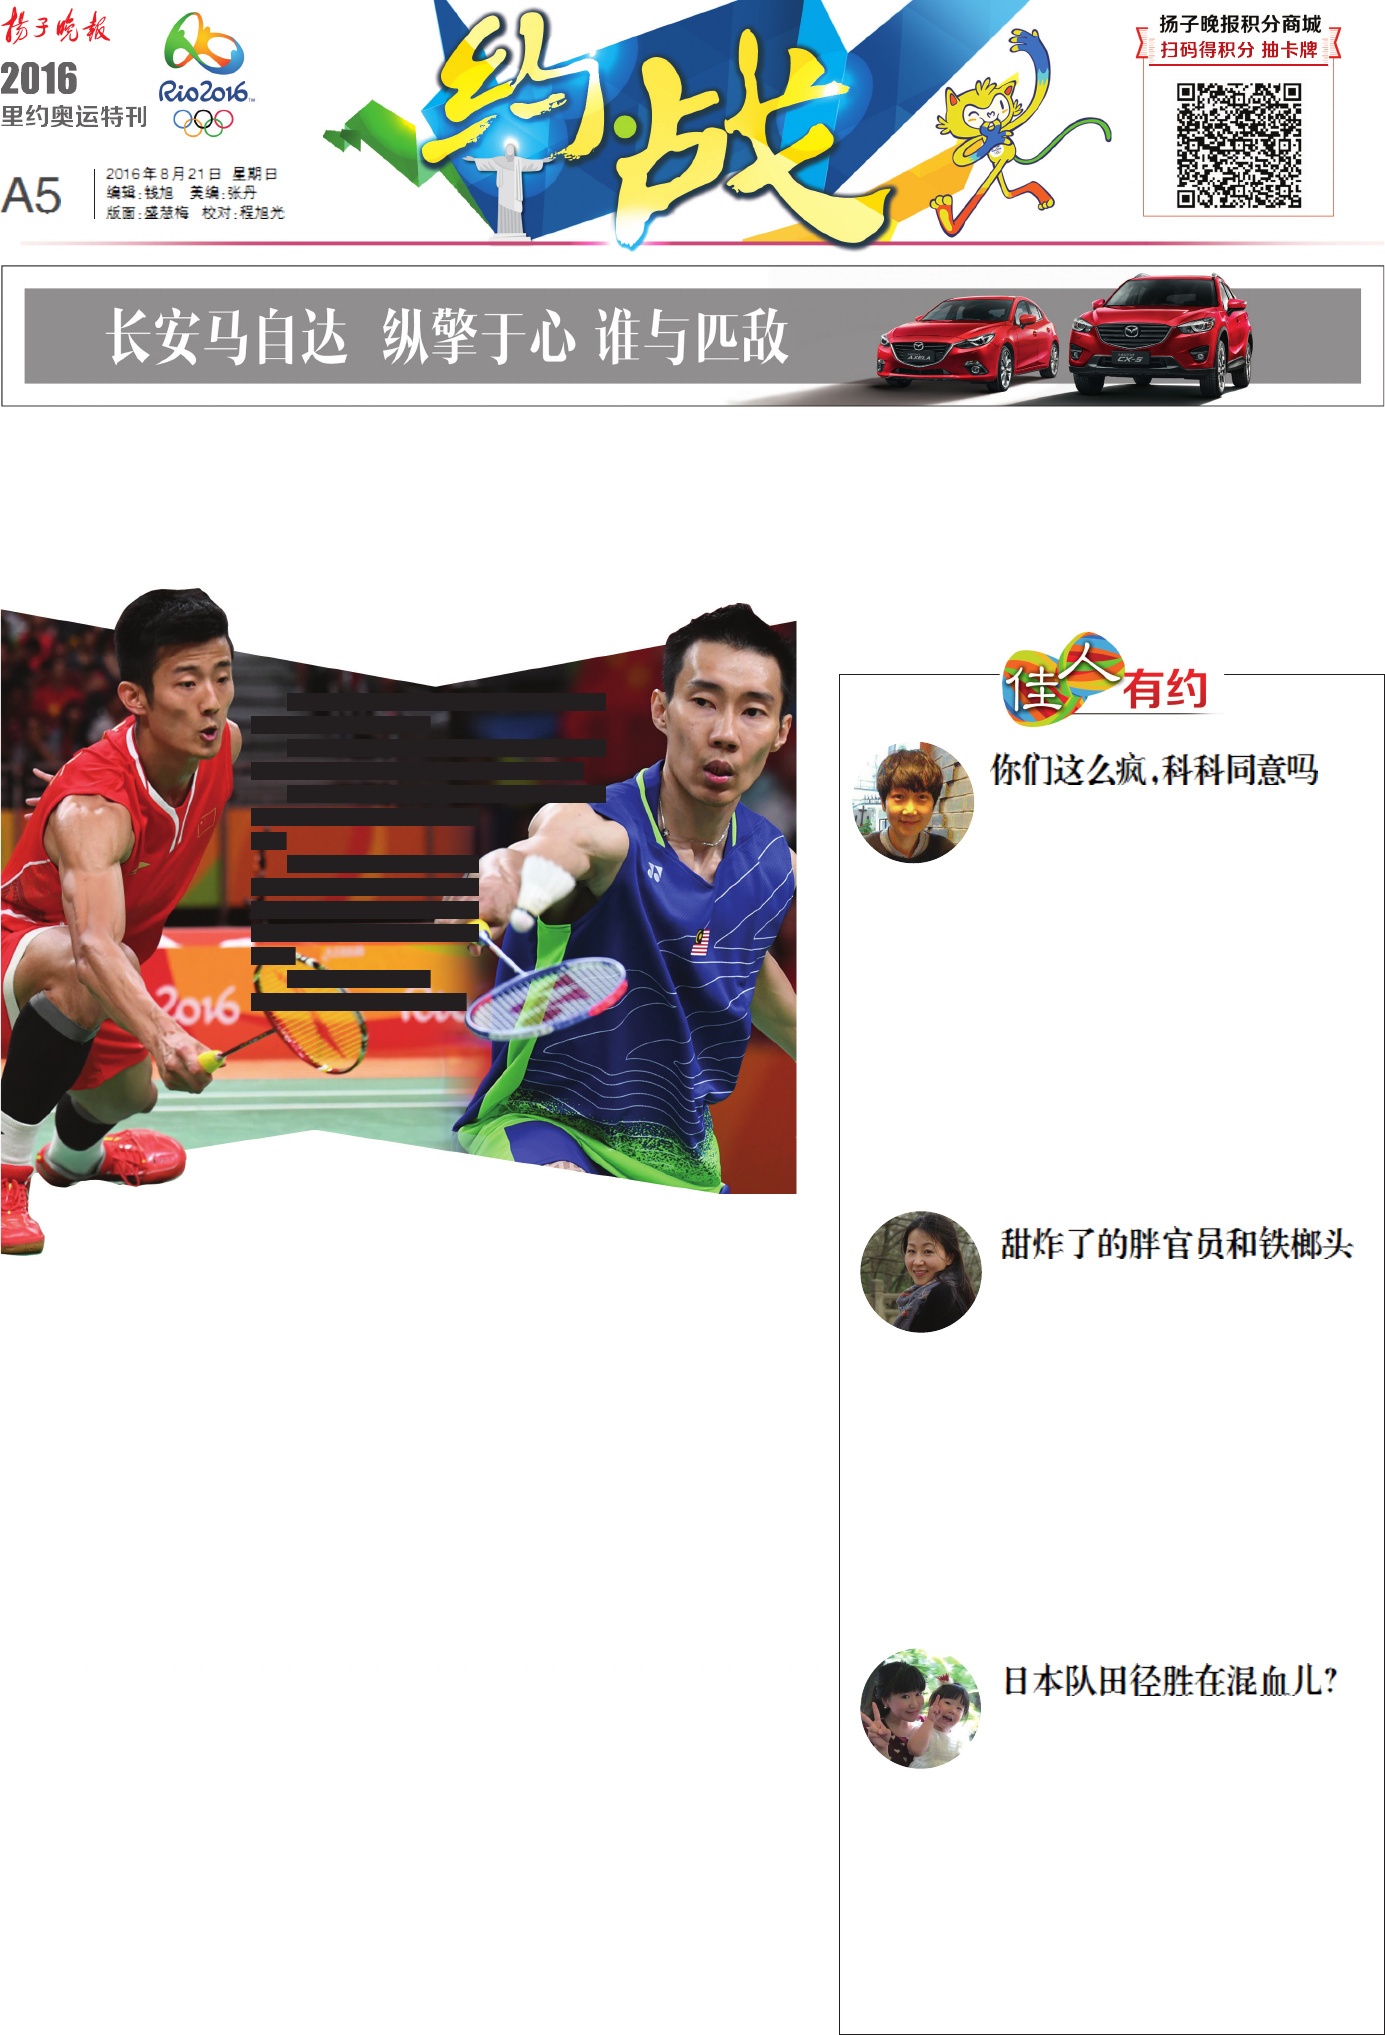 扬子晚报
2016
里约奥运特刊
Rio2016
A5
2016年8月21日 星期日
编辑:钱旭 美编:张丹
版面:盛慧梅 校对:程旭光
约·战
扬子晚报积分商城
扫码得积分 抽卡牌
长安马自达 纵擎于心 谁与匹敌
AXELA
CX-5
2016
佳人有约
你们这么疯,科科同意吗
甜炸了的胖官员和铁榔头
日本队田径胜在混血儿?